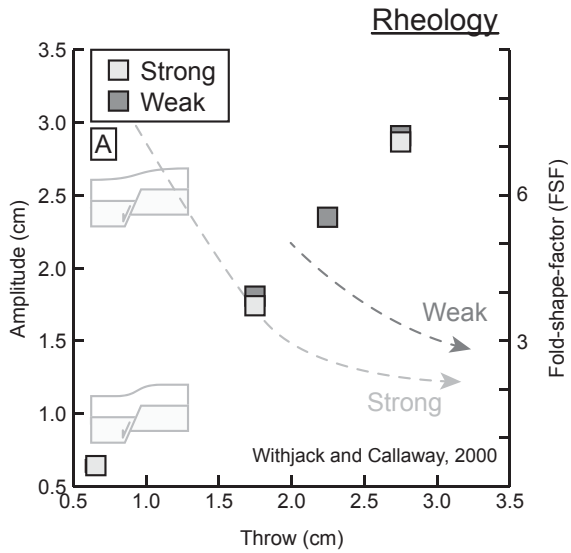 Rheology
Strong
Weak
A
3.5
3.0
2.5
2.0
1.5
1.0
0.5
Amplitude (cm)
6
3
Fold-shape-factor (FSF)
Weak
Strong
Withjack and Callaway, 2000
0.5 1.0 1.5 2.0 2.5 3.0 3.5
Throw (cm)